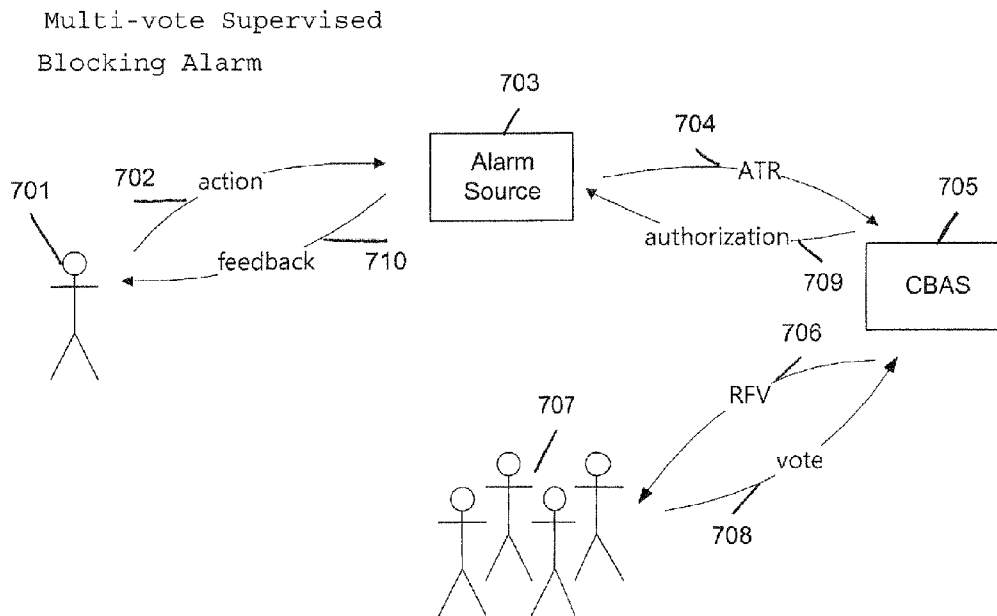 Multi-vote Supervised
Blocking Alarm
703
704
Alarm
Source
ATR
702
action
701
705
authorization
feedback
710
709
CBAS
706
RFV
707
vote
708